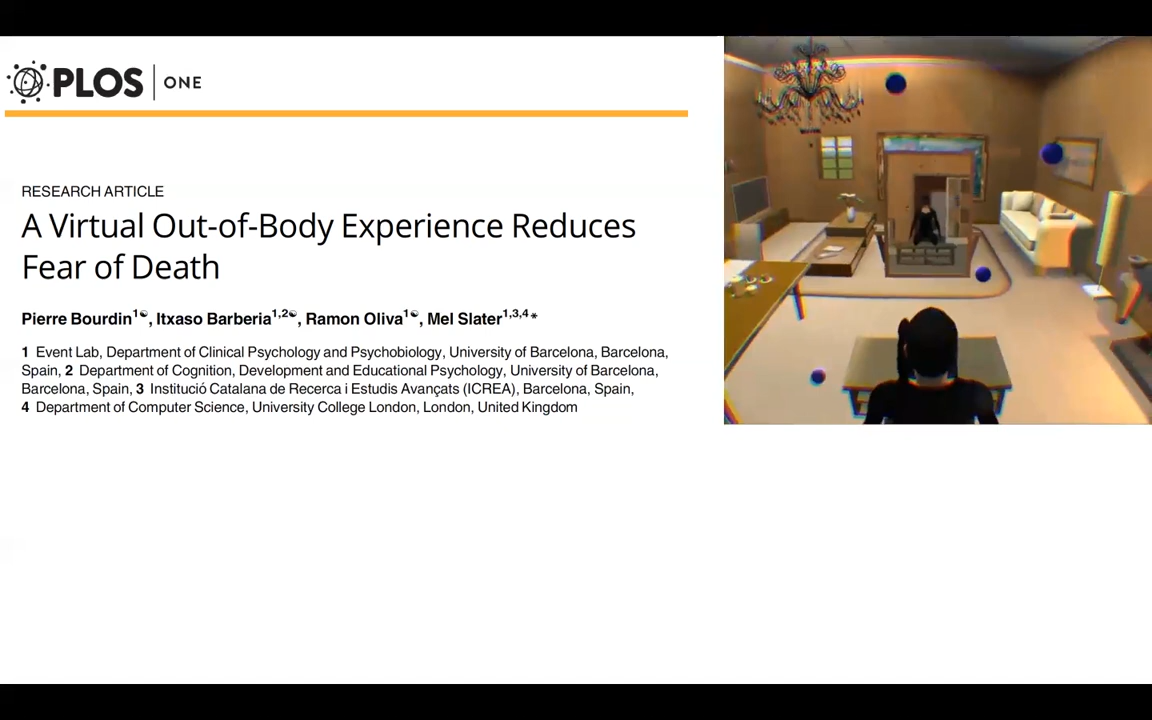 PLOS ONE
RESEARCH ARTICLE
A Virtual Out-of-Body Experience Reduces
Fear of Death
Pierre Bourdin1☯, Itxaso Barberia1,2☯, Ramon Oliva1☯, Mel Slater1,3,4*
1 Event Lab, Department of Clinical Psychology and Psychobiology, University of Barcelona, Barcelona,
Spain, 2 Department of Cognition, Development and Educational Psychology, University of Barcelona,
Barcelona, Spain, 3 Institució Catalana de Recerca i Estudis Avançats (ICREA), Barcelona, Spain,
4 Department of Computer Science, University College London, London, United Kingdom